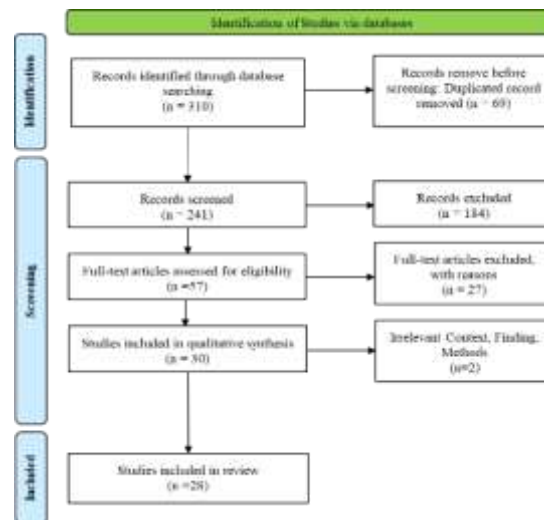 Identification of Studies via databases
Identification
Records identified through database
searching
(n = 310)
Records remove before
screening: Duplicated record
removed (n = 69)
Screening
Records screened
(n = 241)
Records excluded
(n = 184)
Full-text articles assessed for eligibility
(n =57)
Full-text articles excluded,
with reasons
(n = 27)
Studies included in qualitative synthesis
(n = 30)
Irrelevant Context, Finding,
Methods
(n=2)
Included
Studies included in review
(n =28)